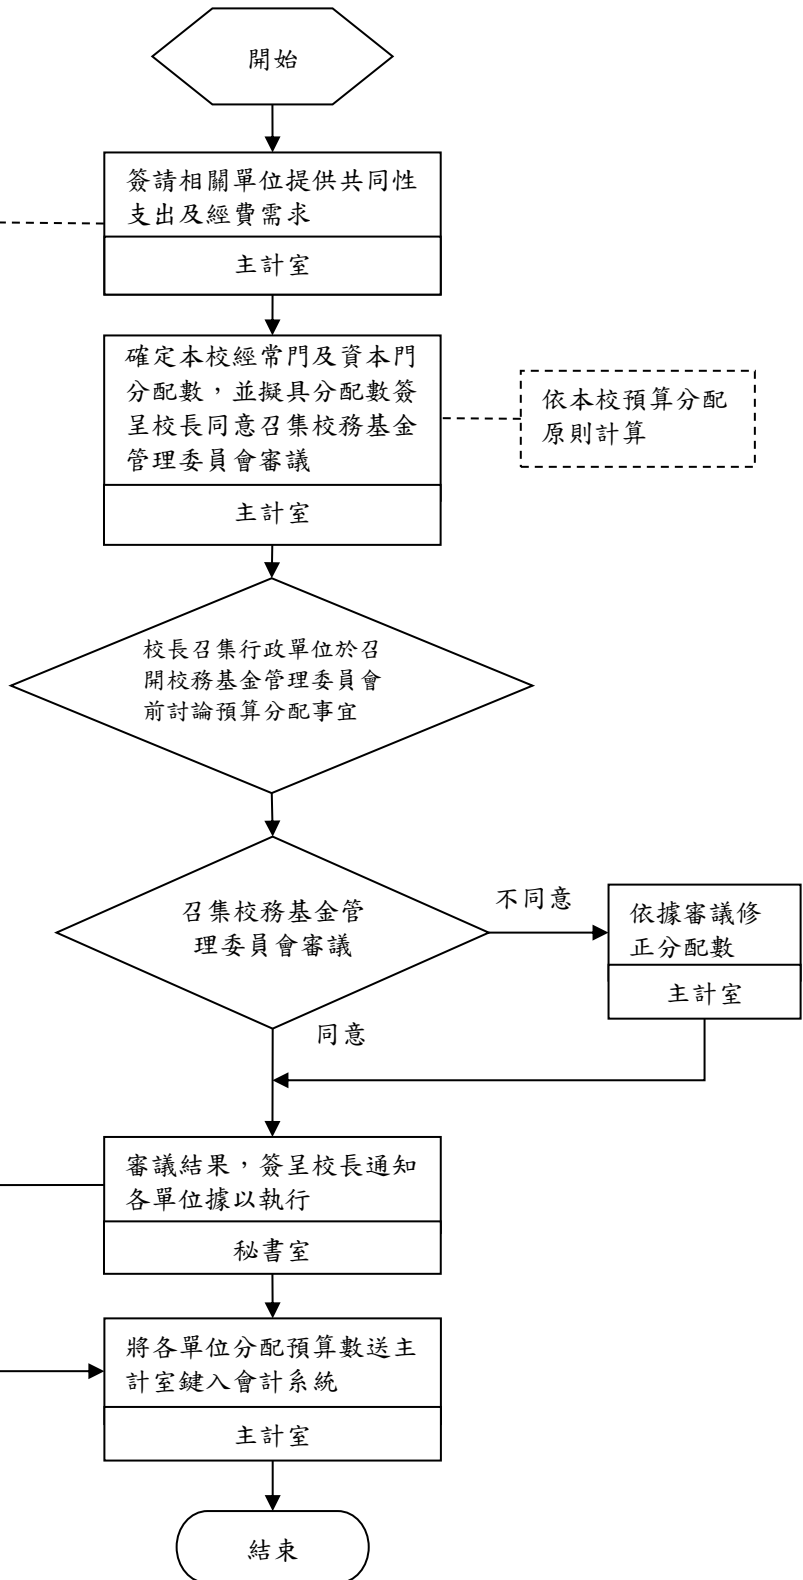 開始
簽請相關單位提供共同性
支出及經費需求
主計室
確定本校經常門及資本門
分配數，並擬具分配數簽
呈校長同意召集校務基金
管理委員會審議
主計室
依本校預算分配
原則計算
校長召集行政單位於召
開校務基金管理委員會
前討論預算分配事宜
召集校務基金管
理委員會審議
不同意
依據審議修
正分配數
主計室
同意
審議結果，簽呈校長通知
各單位據以執行
秘書室
將各單位分配預算數送主
計室鍵入會計系統
主計室
結束